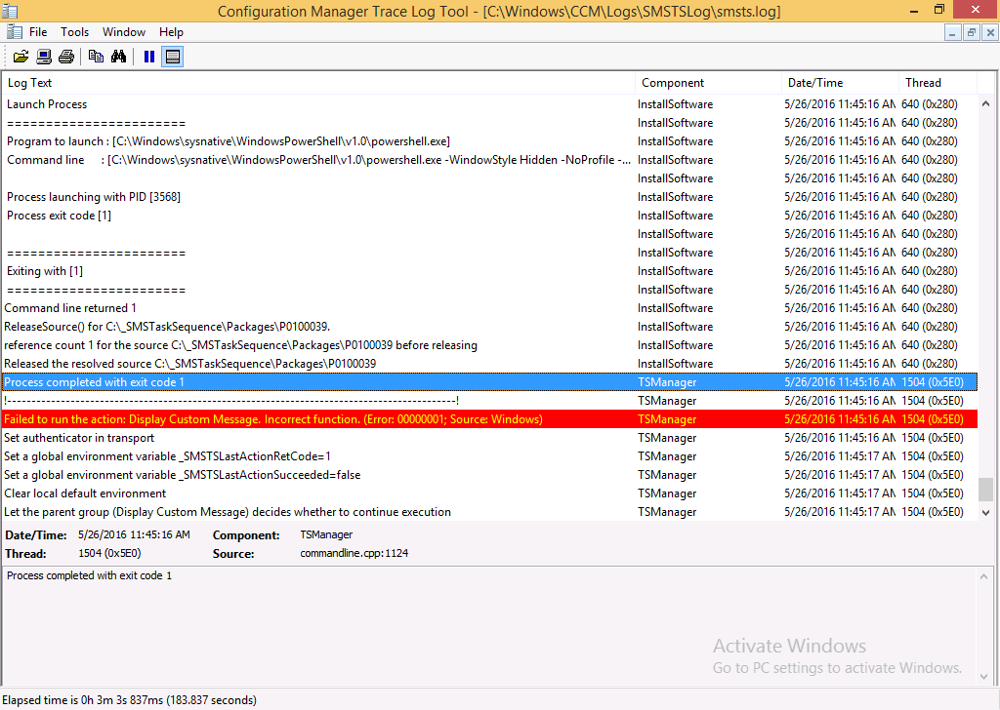 Configuration Manager Trace Log Tool - [C:\Windows\CCM\Logs\SMSTSLog\smsts.log]
File Tools Window Help
Log Text Component Date/Time Thread
Launch Process InstallSoftware 5/26/2016 11:45:16 AM 640 (0x280)
======================= InstallSoftware 5/26/2016 11:45:16 AM 640 (0x280)
Program to launch : [C:\Windows\sysnative\WindowsPowerShell\v1.0\powershell.exe] InstallSoftware 5/26/2016 11:45:16 AM 640 (0x280)
Command line : [C:\Windows\sysnative\WindowsPowerShell\v1.0\powershell.exe -WindowStyle Hidden -NoProfile -... InstallSoftware 5/26/2016 11:45:16 AM 640 (0x280)
InstallSoftware 5/26/2016 11:45:16 AM 640 (0x280)
Process launching with PID [3568] InstallSoftware 5/26/2016 11:45:16 AM 640 (0x280)
Process exit code [1] InstallSoftware 5/26/2016 11:45:16 AM 640 (0x280)
InstallSoftware 5/26/2016 11:45:16 AM 640 (0x280)
======================= InstallSoftware 5/26/2016 11:45:16 AM 640 (0x280)
Exiting with [1] InstallSoftware 5/26/2016 11:45:16 AM 640 (0x280)
======================= InstallSoftware 5/26/2016 11:45:16 AM 640 (0x280)
Command line returned 1 InstallSoftware 5/26/2016 11:45:16 AM 640 (0x280)
ReleaseSource() for C:\_SMSTaskSequence\Packages\P0100039. InstallSoftware 5/26/2016 11:45:16 AM 640 (0x280)
reference count 1 for the source C:\_SMSTaskSequence\Packages\P0100039 before releasing InstallSoftware 5/26/2016 11:45:16 AM 640 (0x280)
Released the resolved source C:\_SMSTaskSequence\Packages\P0100039 InstallSoftware 5/26/2016 11:45:16 AM 640 (0x280)
Process completed with exit code 1 TSManager 5/26/2016 11:45:16 AM 1504 (0x5E0)
!--------------------------------------------------------------------------------------------! TSManager 5/26/2016 11:45:16 AM 1504 (0x5E0)
Failed to run the action: Display Custom Message. Incorrect function. (Error: 00000001; Source: Windows) TSManager 5/26/2016 11:45:16 AM 1504 (0x5E0)
Set authenticator in transport TSManager 5/26/2016 11:45:16 AM 1504 (0x5E0)
Set a global environment variable _SMSTSLastActionRetCode=1 TSManager 5/26/2016 11:45:17 AM 1504 (0x5E0)
Set a global environment variable _SMSTSLastActionSucceeded=false TSManager 5/26/2016 11:45:17 AM 1504 (0x5E0)
Clear local default environment TSManager 5/26/2016 11:45:17 AM 1504 (0x5E0)
Let the parent group (Display Custom Message) decides whether to continue execution TSManager 5/26/2016 11:45:17 AM 1504 (0x5E0)
Date/Time: 5/26/2016 11:45:16 AM Component: TSManager
Thread: 1504 (0x5E0) Source: commandline.cpp:1124
Process completed with exit code 1
Activate Windows
Go to PC settings to activate Windows.
Elapsed time is 0h 3m 3s 837ms (183.837 seconds)